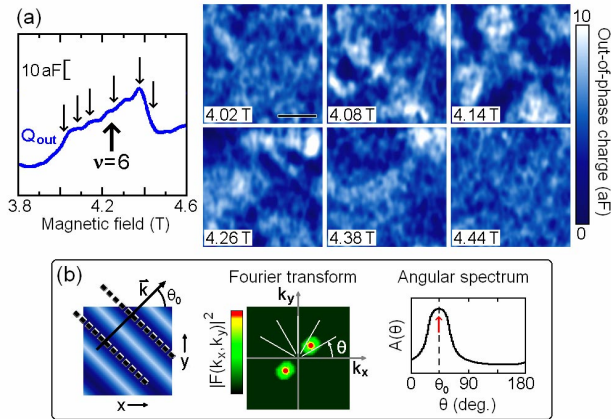 (a)
10 aF
Q_out
ν=6
3.8
4.2
4.6
Magnetic field (T)
4.02 T
4.08 T
4.14 T
4.26 T
4.38 T
4.44 T
10
0
Out-of-phase charge (aF)
(b)
k
θ₀
y
x
Fourier transform
k_y
θ
k_x
|F(k_x,k_y)|²
Angular spectrum
A(θ)
0
θ₀
90
180
θ (deg.)